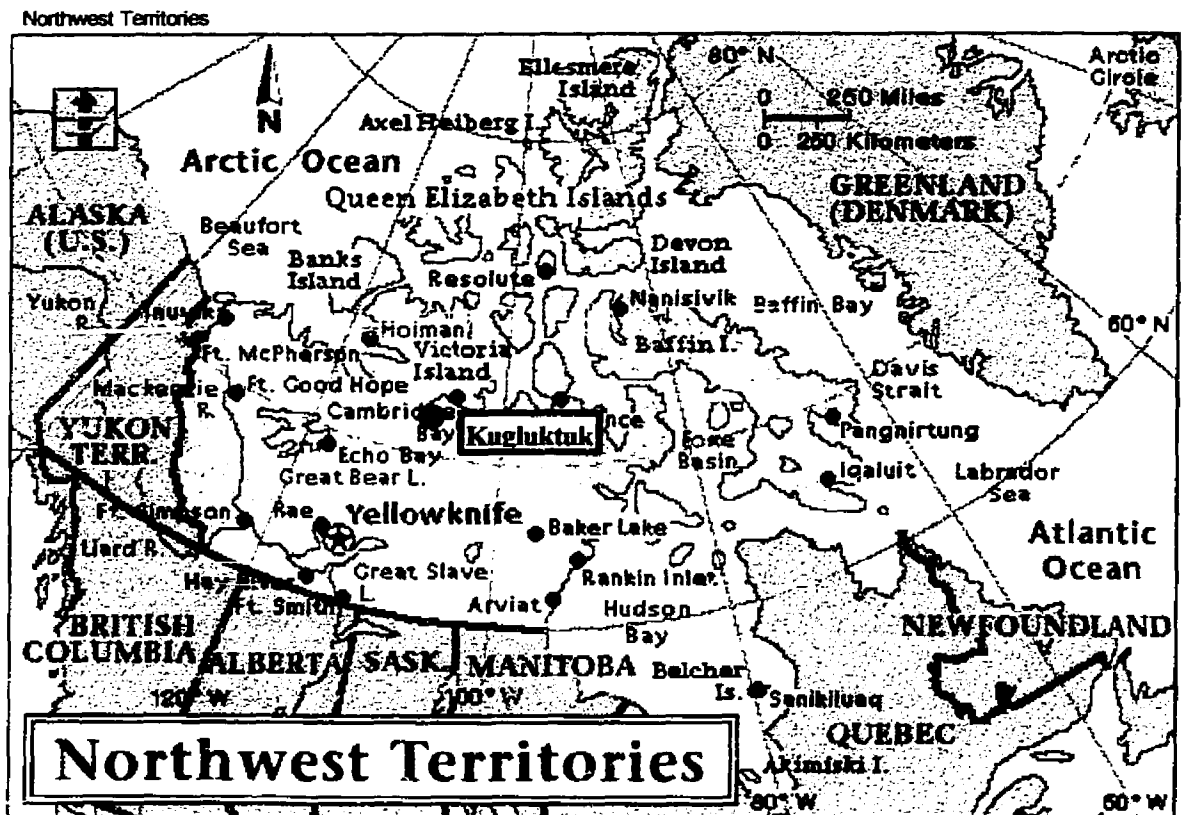 Northwest Territories
Ellesmere
Island
80° N
Arctic
Circle
0 250 Miles
0 250 Kilometers
N
Axel Heiberg I.
Arctic Ocean
Queen Elizabeth Islands
GREENLAND
(DENMARK)
ALASKA
(U.S.)
Beaufort
Sea
Banks
Island
Devon
Island
Resolute
Yukon
R.
Nanisivik
Baffin Bay
Holman
60° N
Ft. McPherson
Victoria
Island
Baffin I.
Davis
Strait
Mackenzie
R.
Ft. Good Hope
Cambridge
Bay
Kugluktuk
nce
YUKON
TERR.
Foxe
Basin
Pangnirtung
Echo Bay
Great Bear L.
Iqaluit
Labrador
Sea
Ft. Simpson
Rae
Yellowknife
Baker Lake
Atlantic
Ocean
Liard R.
Hay
Great Slave
L.
Rankin Inlet
Ft. Smith
Arviat
Hudson
Bay
BRITISH
COLUMBIA
ALBERTA
SASK.
MANITOBA
NEWFOUNDLAND
Belcher
Is.
Sanikiluaq
120° W
100° W
QUEBEC
Northwest Territories
Akimiski I.
80° W
60° W